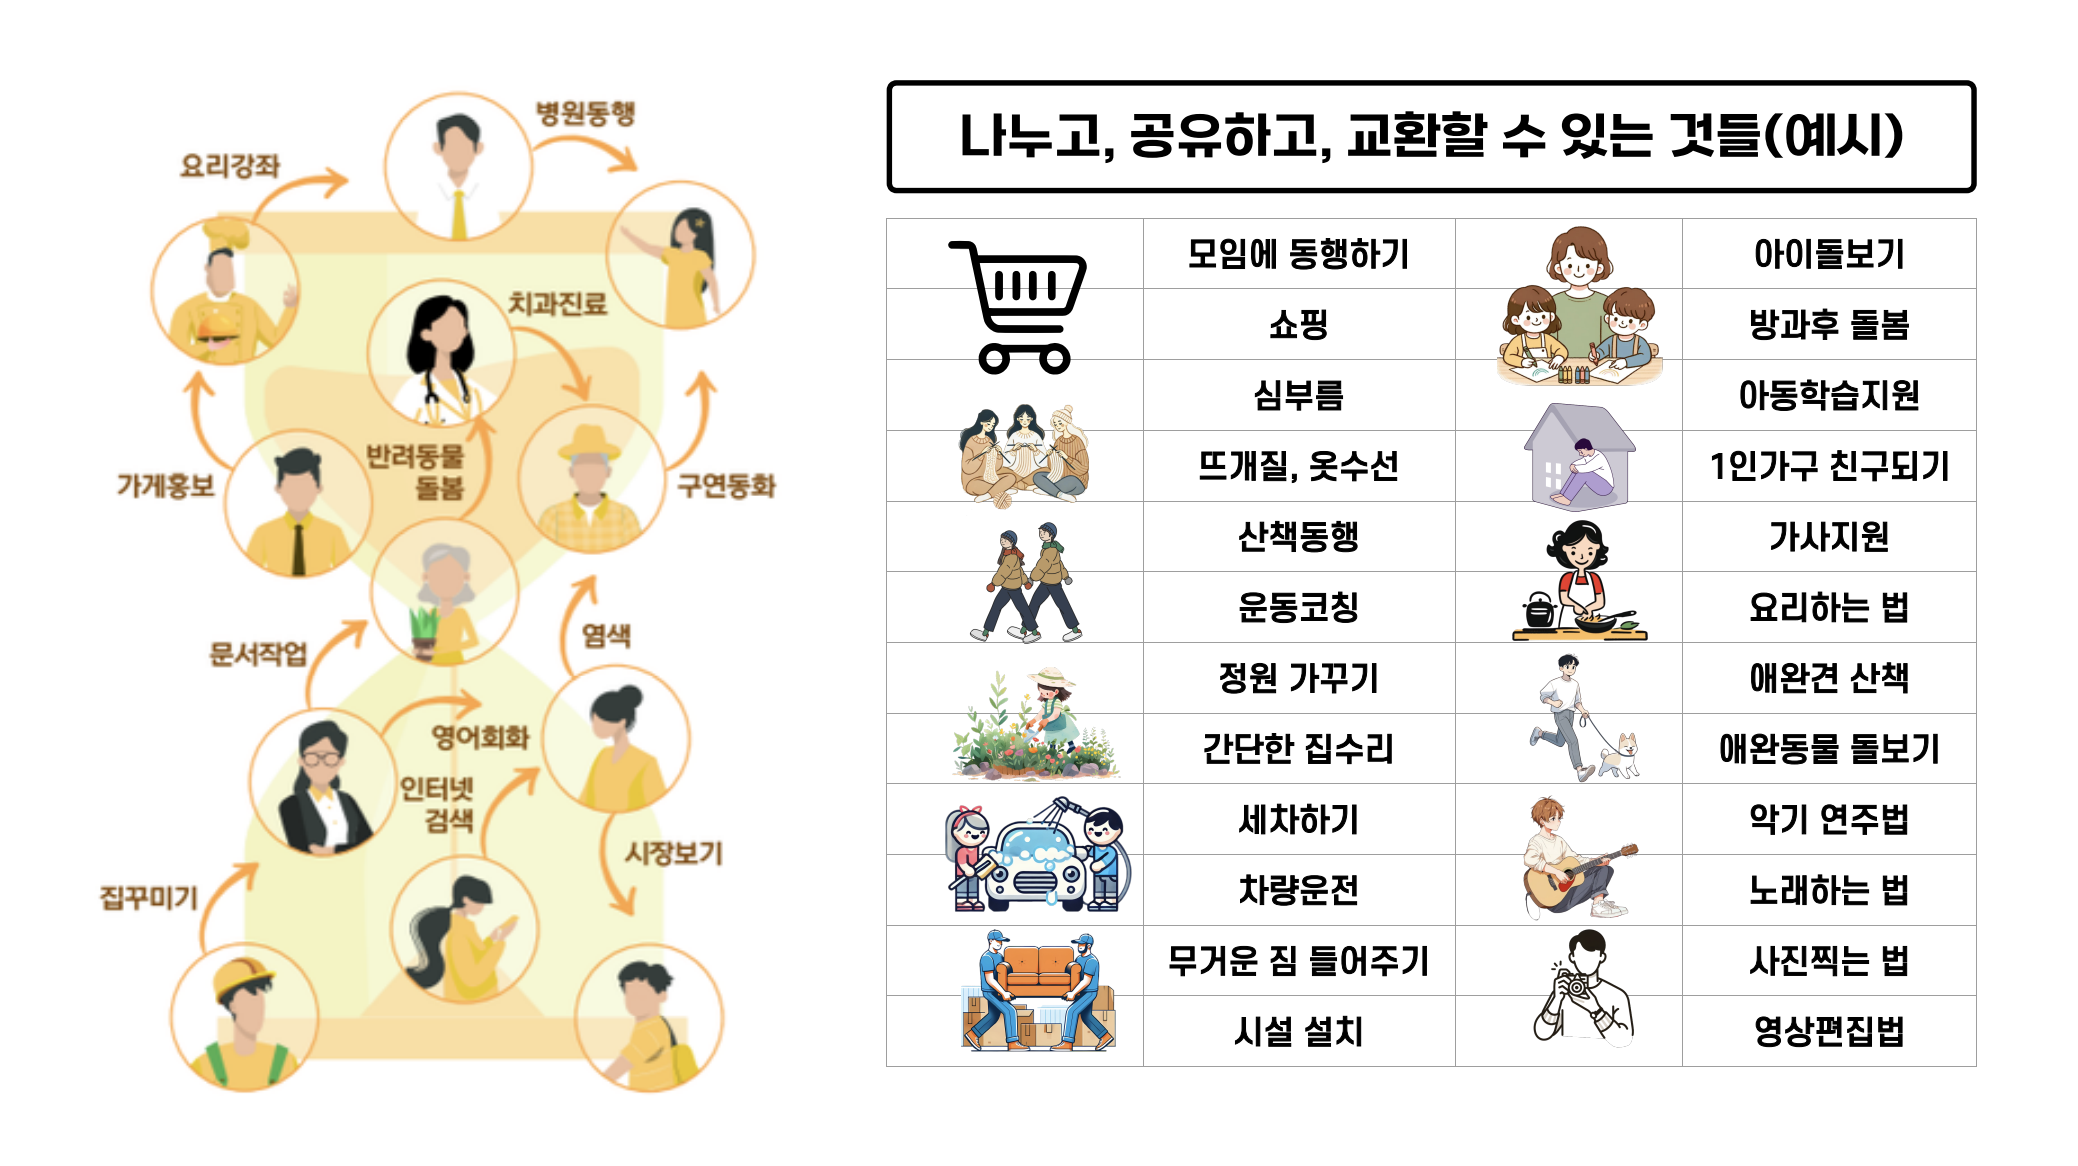 병원동행
요리강좌
치과진료
반려동물
돌봄
가게홍보
구연동화
염색
문서작업
영어회화
인터넷
검색
시장보기
집꾸미기
나누고, 공유하고, 교환할 수 있는 것들(예시)
모임에 동행하기
아이돌보기
쇼핑
방과후 돌봄
심부름
아동학습지원
뜨개질, 옷수선
1인가구 친구되기
산책동행
가사지원
운동코칭
요리하는 법
정원 가꾸기
애완견 산책
간단한 집수리
애완동물 돌보기
세차하기
악기 연주법
차량운전
노래하는 법
무거운 짐 들어주기
사진찍는 법
시설 설치
영상편집법